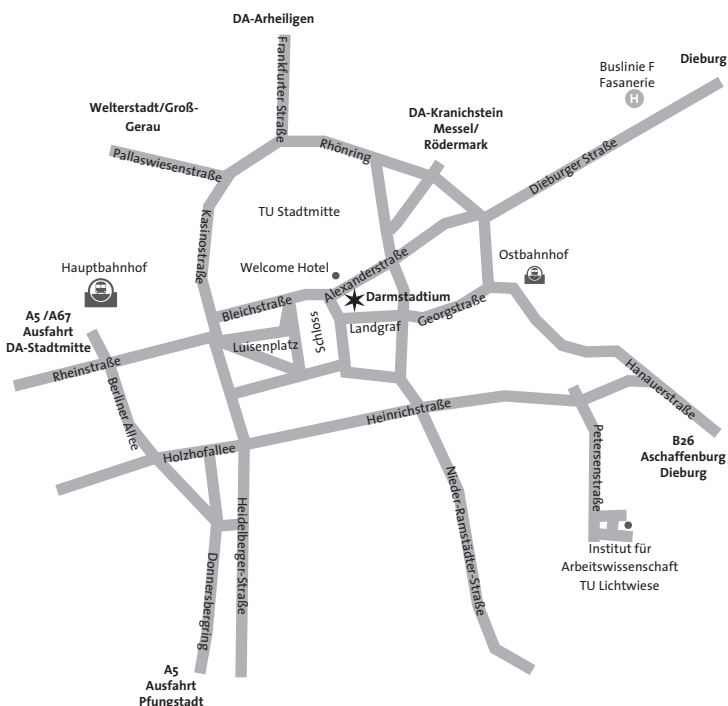 DA-Arheiligen
Frankfurter Straße
Dieburg
Buslinie F
Fasanerie
H
Welterstadt/Groß-
Gerau
DA-Kranichstein
Messel/
Rödermark
Pallaswiesenstraße
Rhönring
Dieburger Straße
Kasinostraße
TU Stadtmitte
Ostbahnhof
Hauptbahnhof
Welcome Hotel
Alexanderstraße
Darmstadtium
Bleichstraße
Schloss
Landgraf
Georgstraße
A5 /A67
Ausfahrt
DA-Stadtmitte
Luisenplatz
Rheinstraße
Berliner Allee
Hanauerstraße
Heinrichstraße
Holzhofallee
B26
Aschaffenburg
Dieburg
Petersenstraße
Nieder-Ramstädter-Straße
Heidelberger-Straße
Donnersbergring
Institut für
Arbeitswissenschaft
TU Lichtwiese
A5
Ausfahrt
Pfungstadt